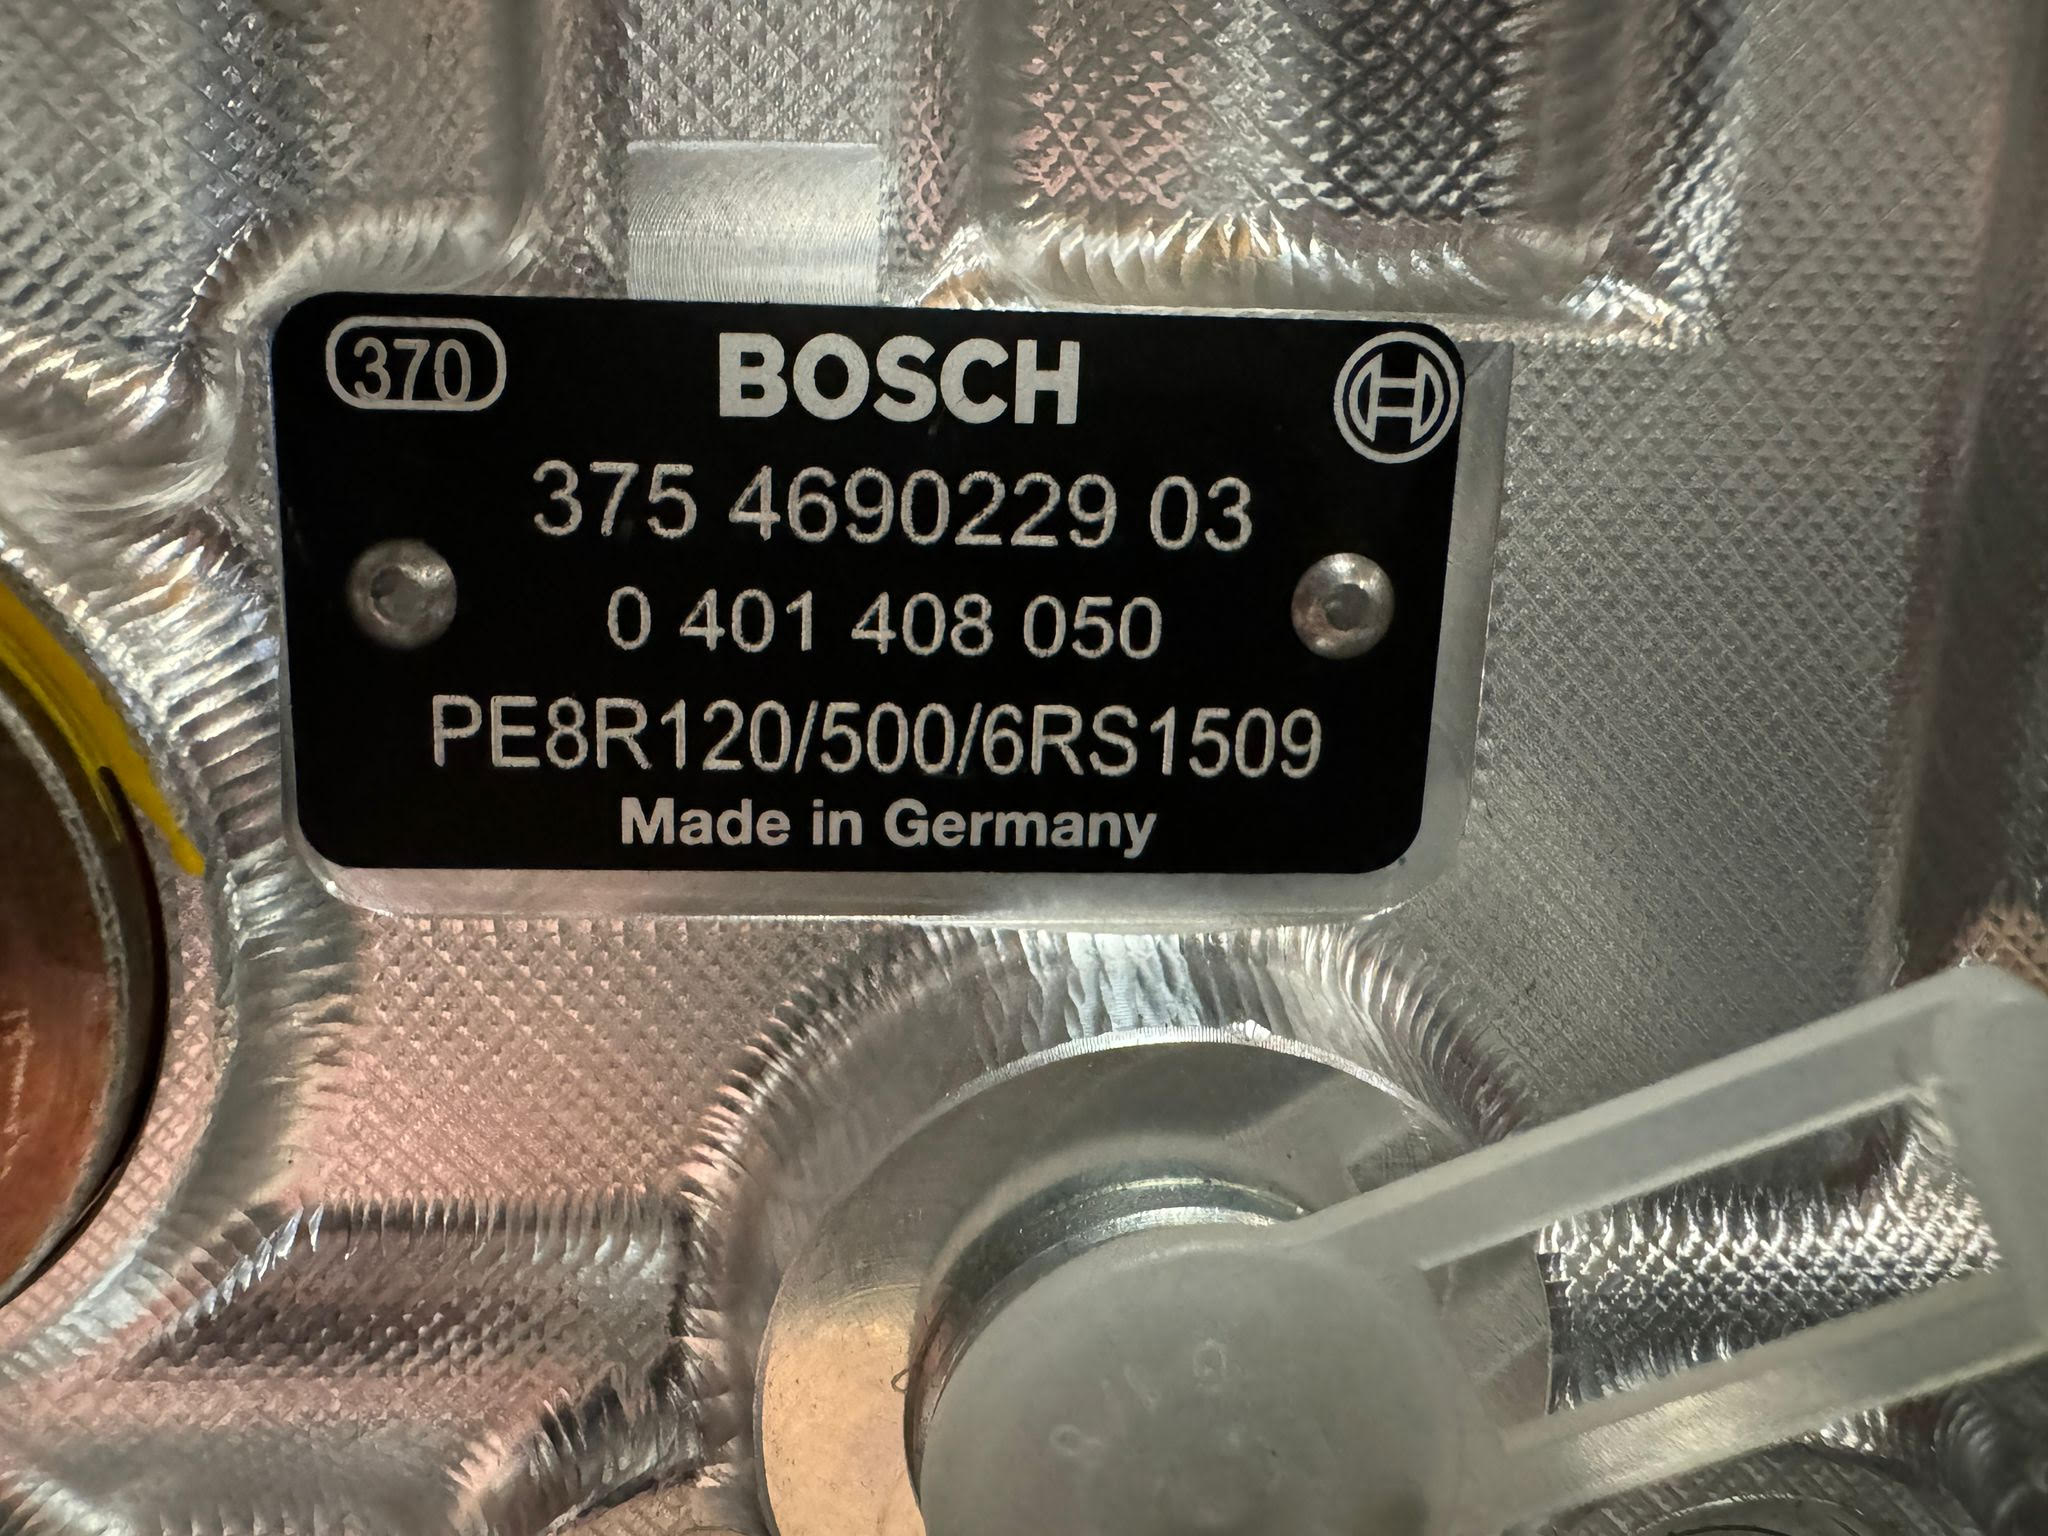 370
BOSCH
375 4690229 03
0 401 408 050
PE8R120/500/6RS1509
Made in Germany